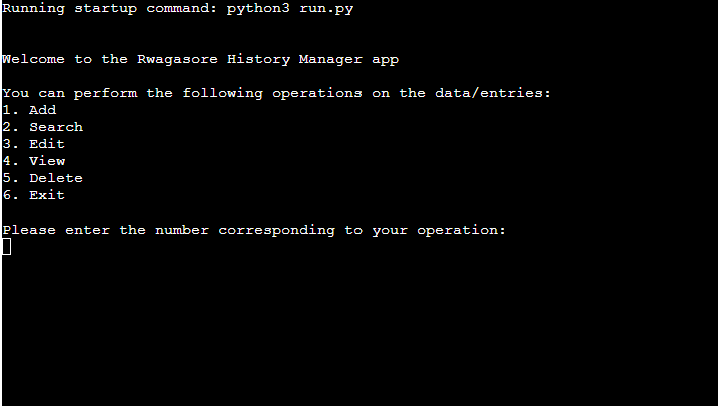 Running startup command: python3 run.py
Welcome to the Rwagasore History Manager app
You can perform the following operations on the data/entries:
1. Add
2. Search
3. Edit
4. View
5. Delete
6. Exit
Please enter the number corresponding to your operation: